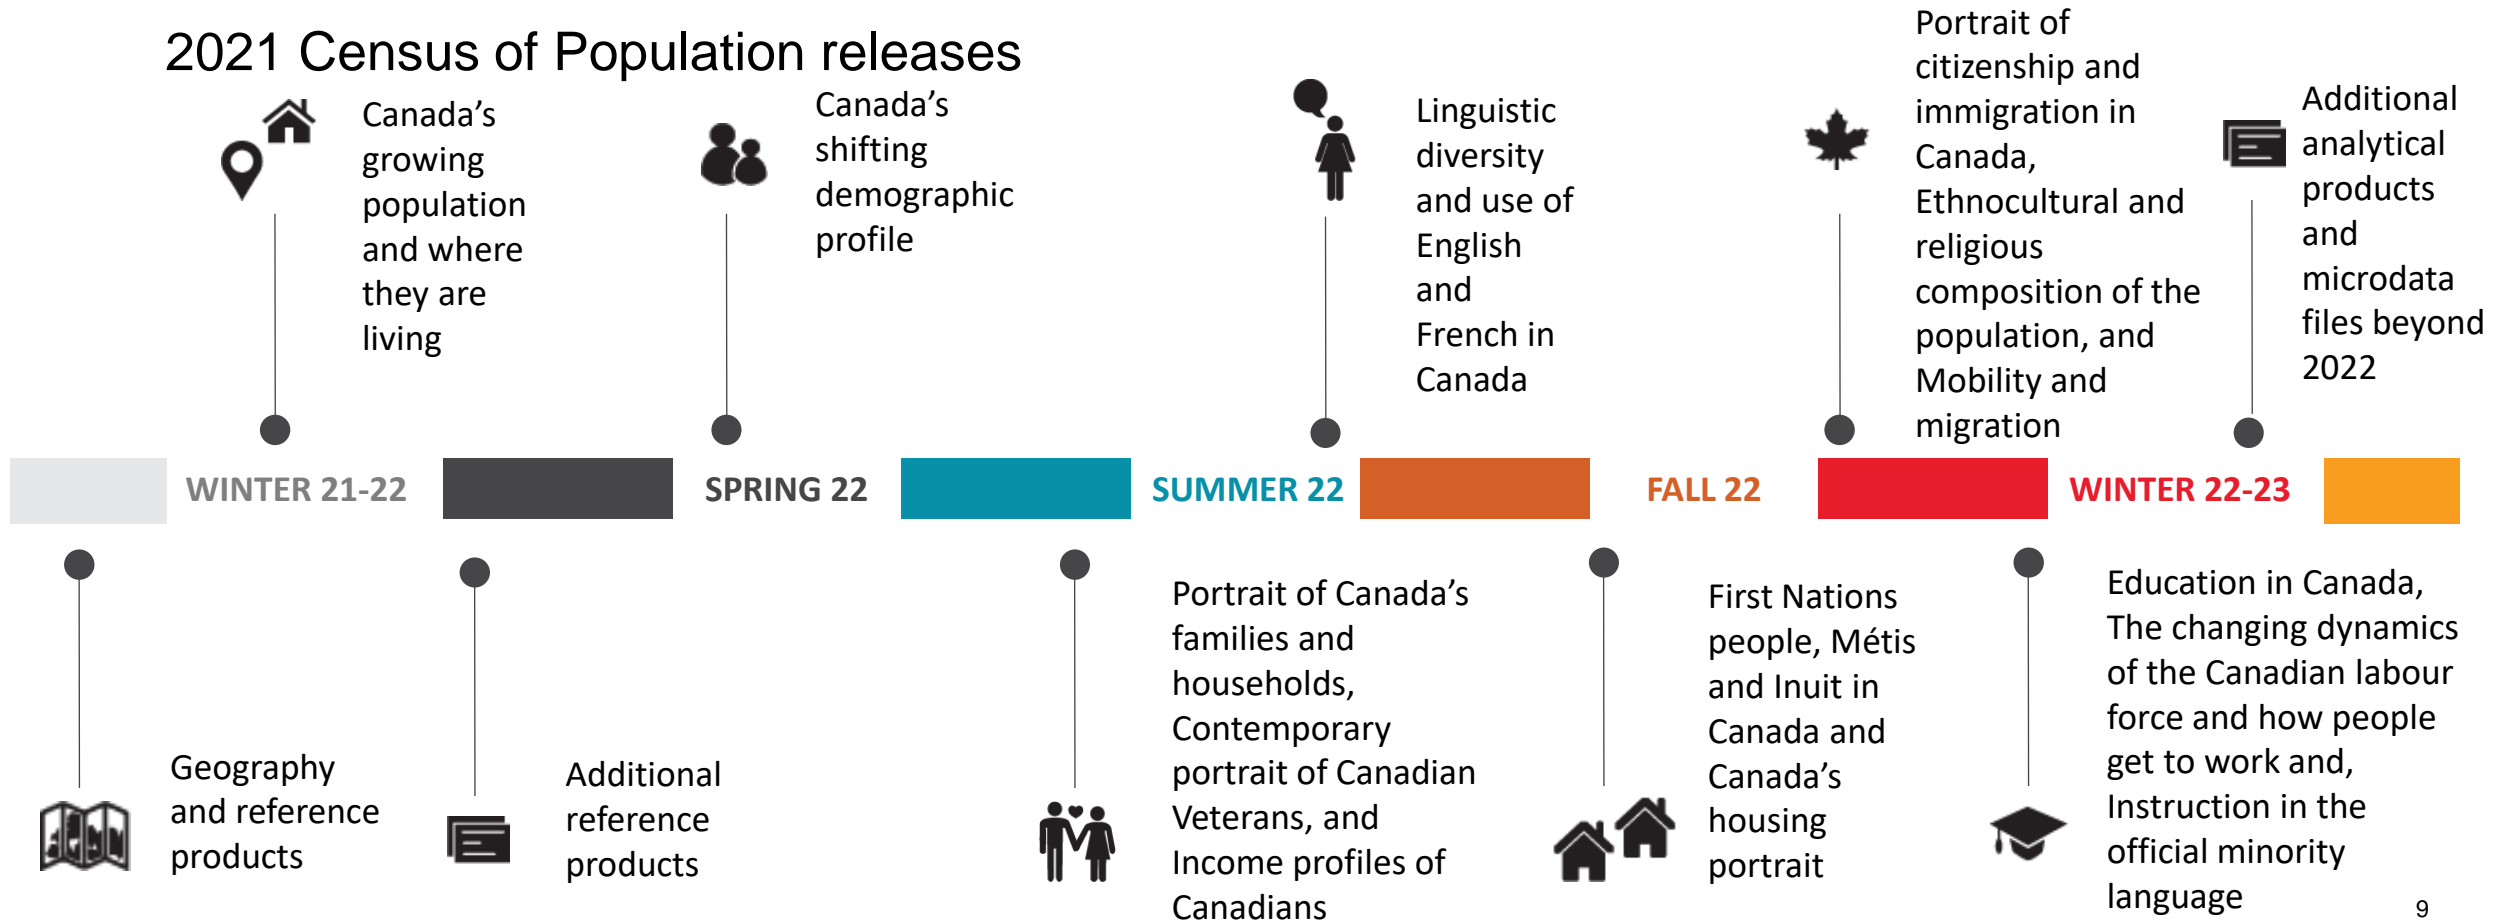 2021 Census of Population releases
Canada’s
growing
population
and where
they are
living
Canada’s
shifting
demographic
profile
Linguistic
diversity
and use of
English
and
French in
Canada
Portrait of
citizenship and
immigration in
Canada,
Ethnocultural and
religious
composition of the
population, and
Mobility and
migration
Additional
analytical
products
and
microdata
files beyond
2022
WINTER 21-22
SPRING 22
SUMMER 22
FALL 22
WINTER 22-23
Geography
and reference
products
Additional
reference
products
Portrait of Canada’s
families and
households,
Contemporary
portrait of Canadian
Veterans, and
Income profiles of
Canadians
First Nations
people, Métis
and Inuit in
Canada and
Canada’s
housing
portrait
Education in Canada,
The changing dynamics
of the Canadian labour
force and how people
get to work and,
Instruction in the
official minority
language
9